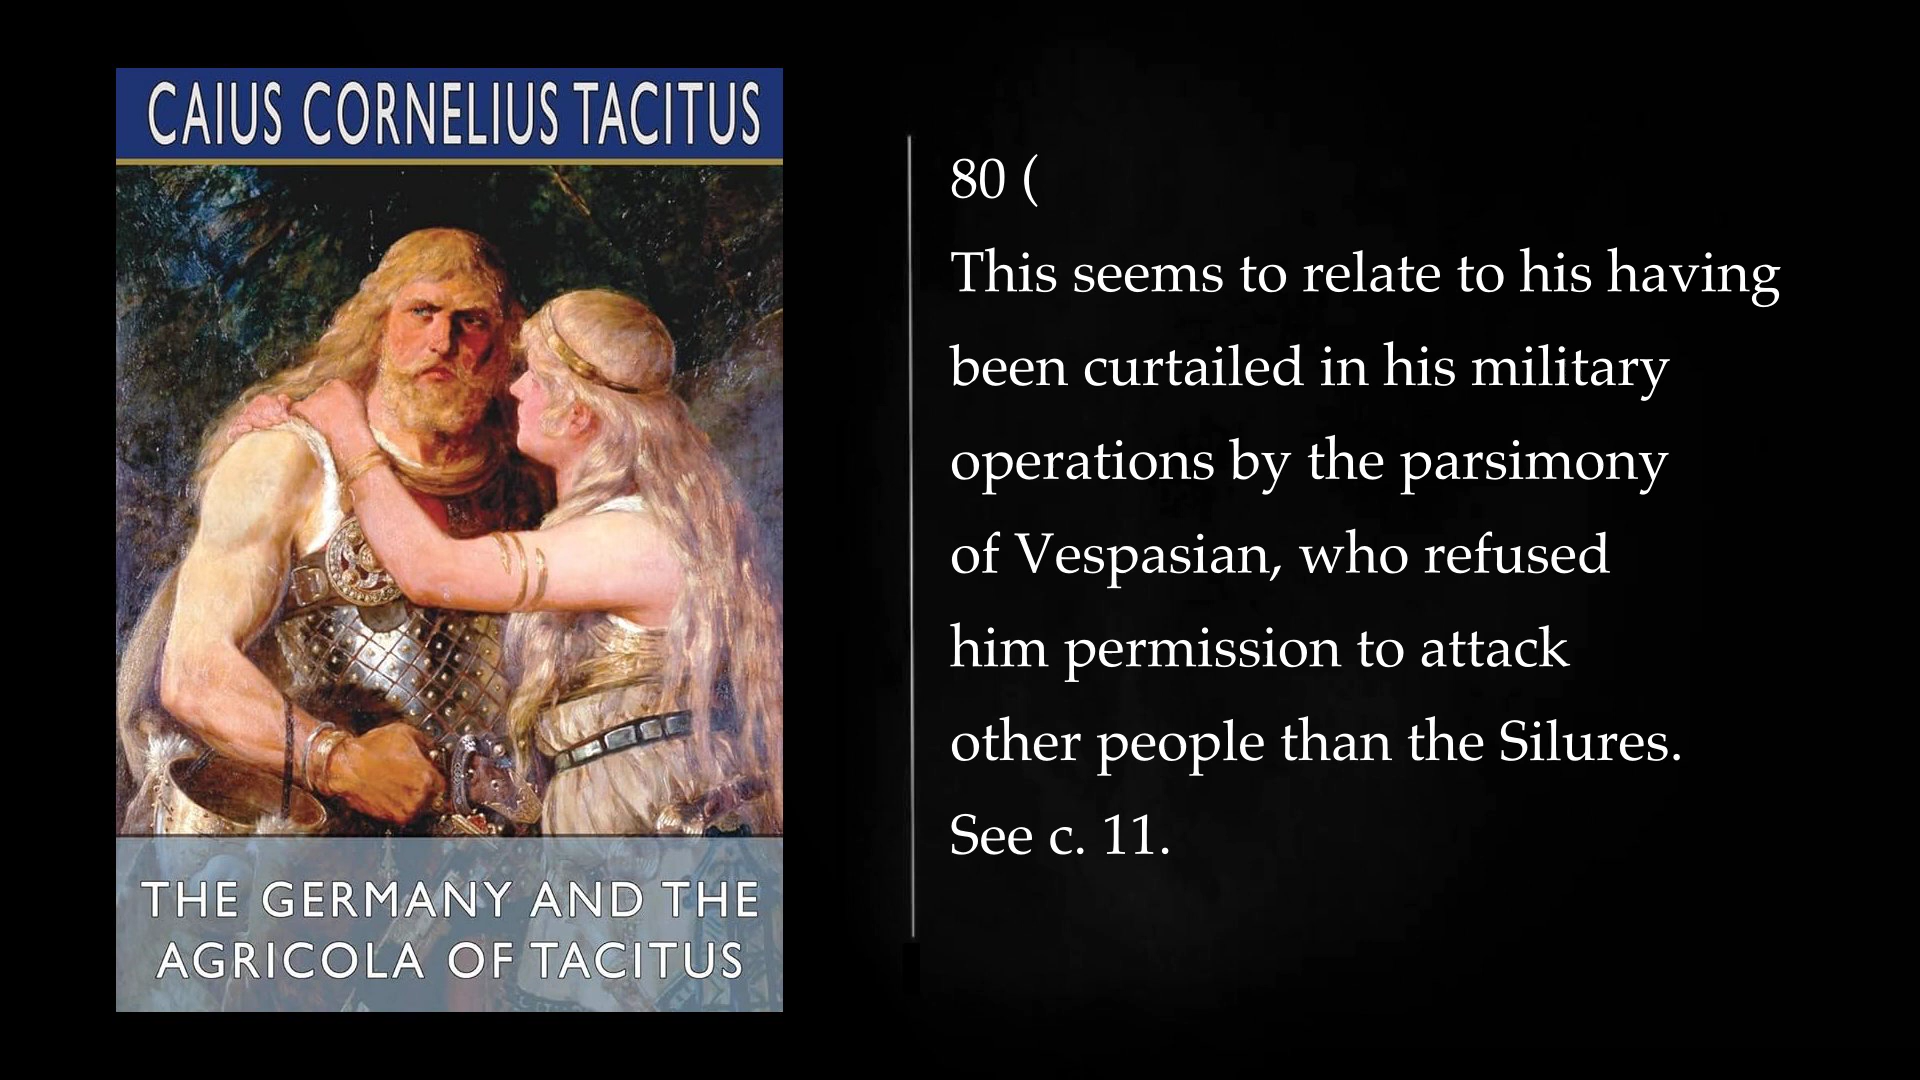 CAIUS CORNELIUS TACITUS
THE GERMANY AND THE
AGRICOLA OF TACITUS
80 (
This seems to relate to his having
been curtailed in his military
operations by the parsimony
of Vespasian, who refused
him permission to attack
other people than the Silures.
See c. 11.